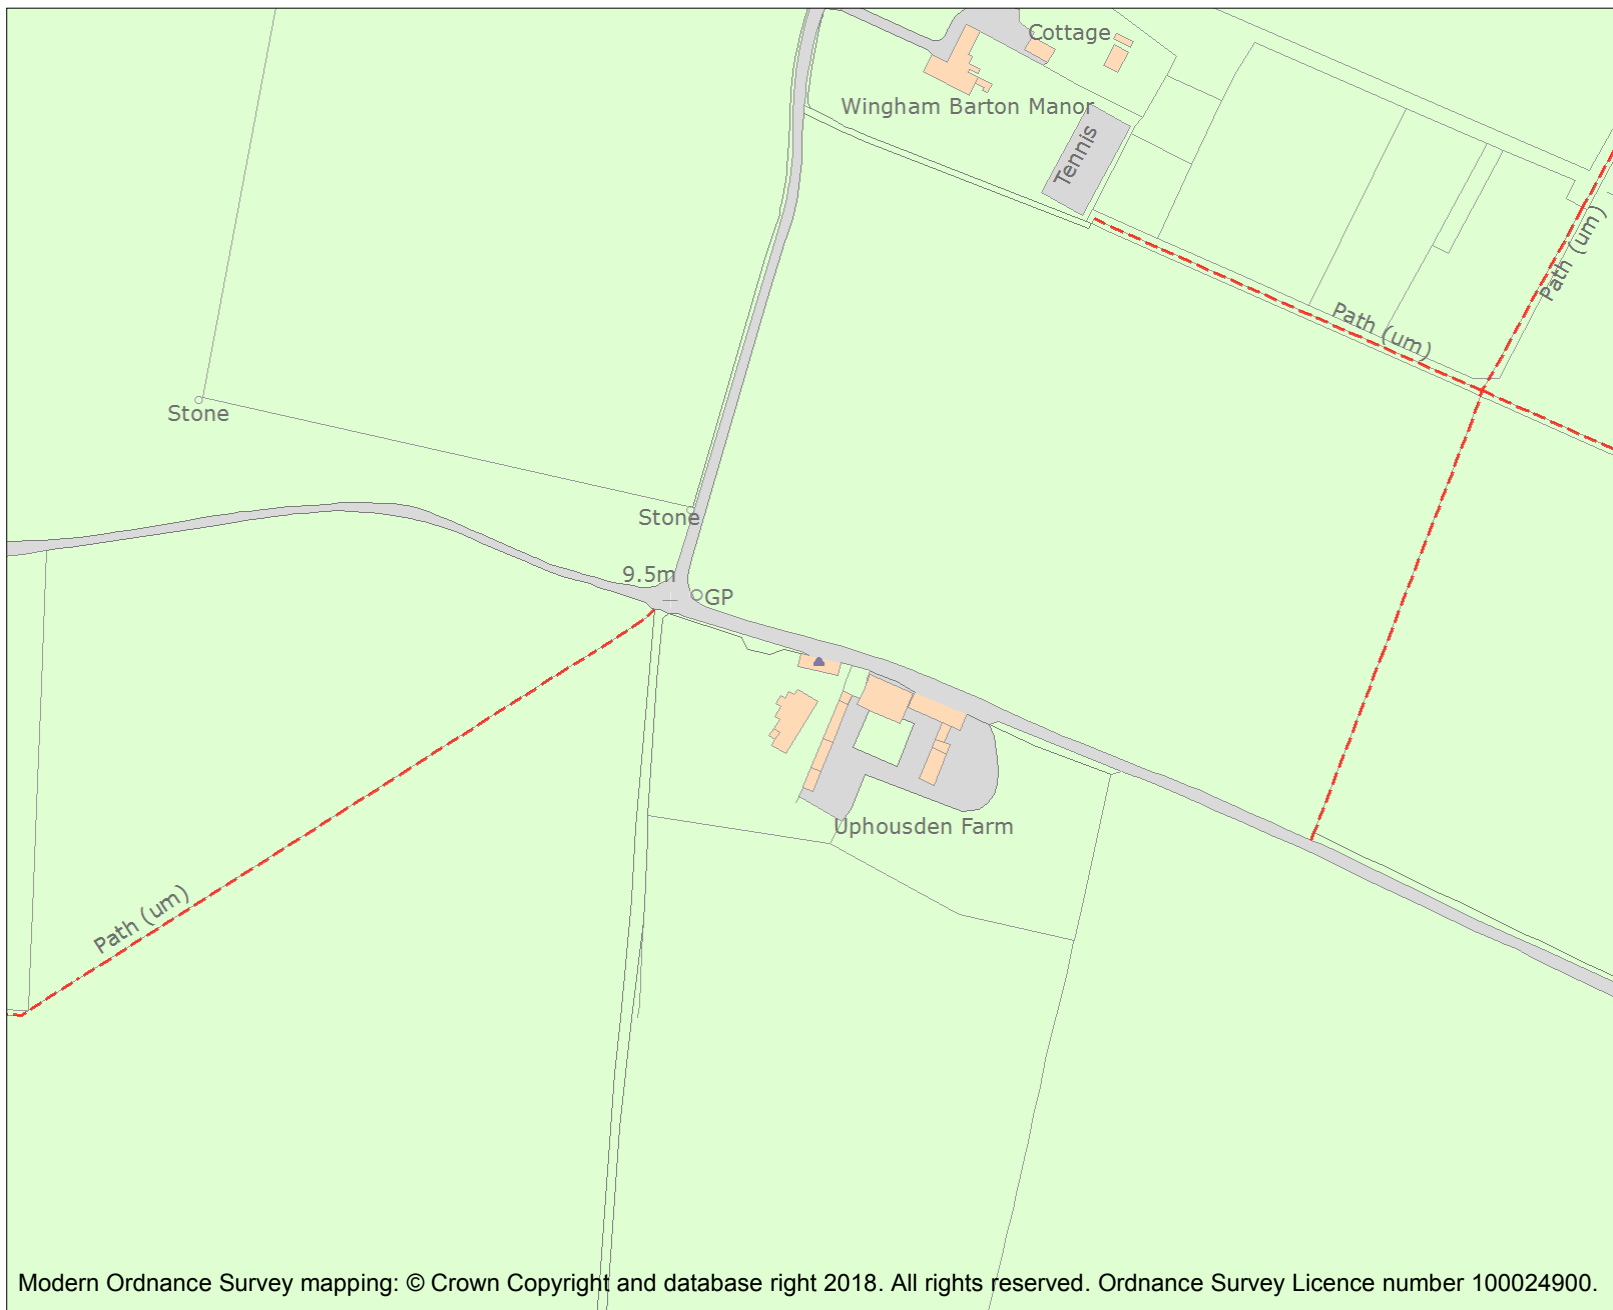 Cottage
Wingham Barton Manor
Tennis
Path (um)
Path (um)
Stone
Stone
9.5m
GP
Uphousden Farm
Path (um)
Modern Ordnance Survey mapping: © Crown Copyright and database right 2018. All rights reserved. Ordnance Survey Licence number 100024900.